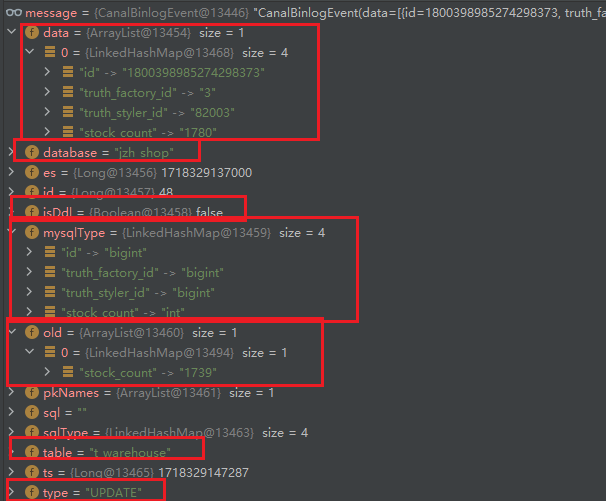 message = {CanalBinlogEvent@13446} "CanalBinlogEvent(data=[{id=1800398985274298373, truth_fa
data = {ArrayList@13454} size = 1
0 = {LinkedHashMap@13468} size = 4
"id" -> "1800398985274298373"
"truth_factory_id" -> "3"
"truth_styler_id" -> "82003"
"stock_count" -> "1780"
database = "jzh_shop"
es = {Long@13456} 1718329137000
id = {Long@13457} 48
isDdl = {Boolean@13458} false
mysqlType = {LinkedHashMap@13459} size = 4
"id" -> "bigint"
"truth_factory_id" -> "bigint"
"truth_styler_id" -> "bigint"
"stock_count" -> "int"
old = {ArrayList@13460} size = 1
0 = {LinkedHashMap@13494} size = 1
"stock_count" -> "1739"
pkNames = {ArrayList@13461} size = 1
sql = ""
sqlType = {LinkedHashMap@13463} size = 4
table = "t_warehouse"
ts = {Long@13465} 1718329147287
type = "UPDATE"